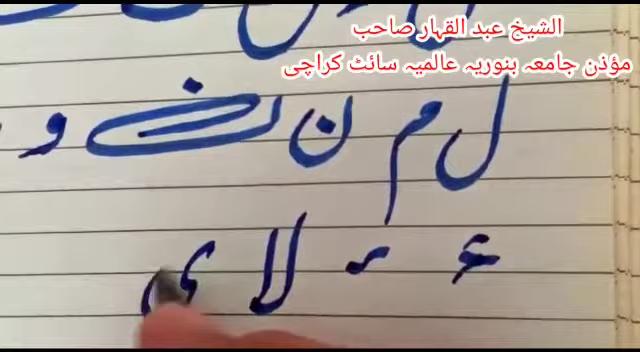 الشیخ عبد القہار صاحب
مؤذن جامعہ بنوریہ عالمیہ سائٹ کراچی
ل م ن ن و
ء لا ی